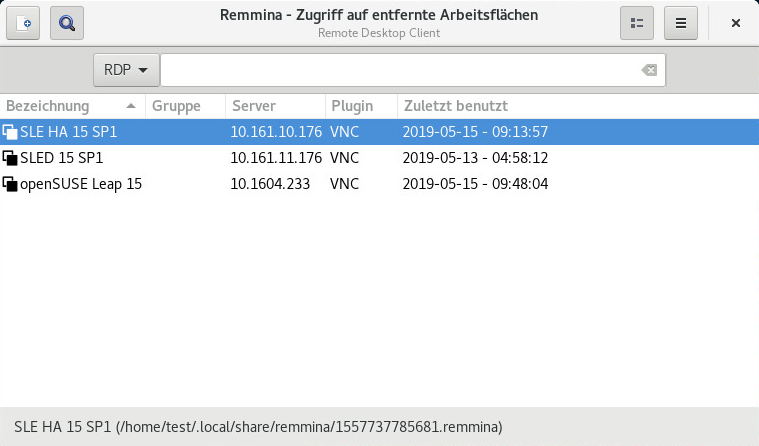 Remmina - Zugriff auf entfernte Arbeitsflächen
Remote Desktop Client
RDP
Bezeichnung Gruppe Server Plugin Zuletzt benutzt
SLE HA 15 SP1 10.161.10.176 VNC 2019-05-15 - 09:13:57
SLED 15 SP1 10.161.11.176 VNC 2019-05-13 - 04:58:12
openSUSE Leap 15 10.1604.233 VNC 2019-05-15 - 09:48:04
SLE HA 15 SP1 (/home/test/.local/share/remmina/1557737785681.remmina)